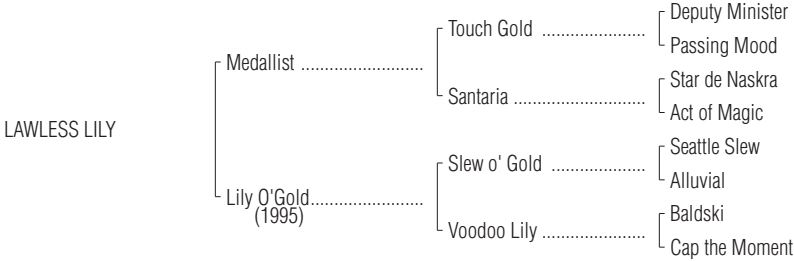 Deputy Minister
Touch Gold ......................
Passing Mood
Medallist ..........................
Star de Naskra
Santaria ............................
Act of Magic
LAWLESS LILY
Seattle Slew
Slew o' Gold ....................
Alluvial
Lily O'Gold........................
(1995)
Baldski
Voodoo Lily ......................
Cap the Moment